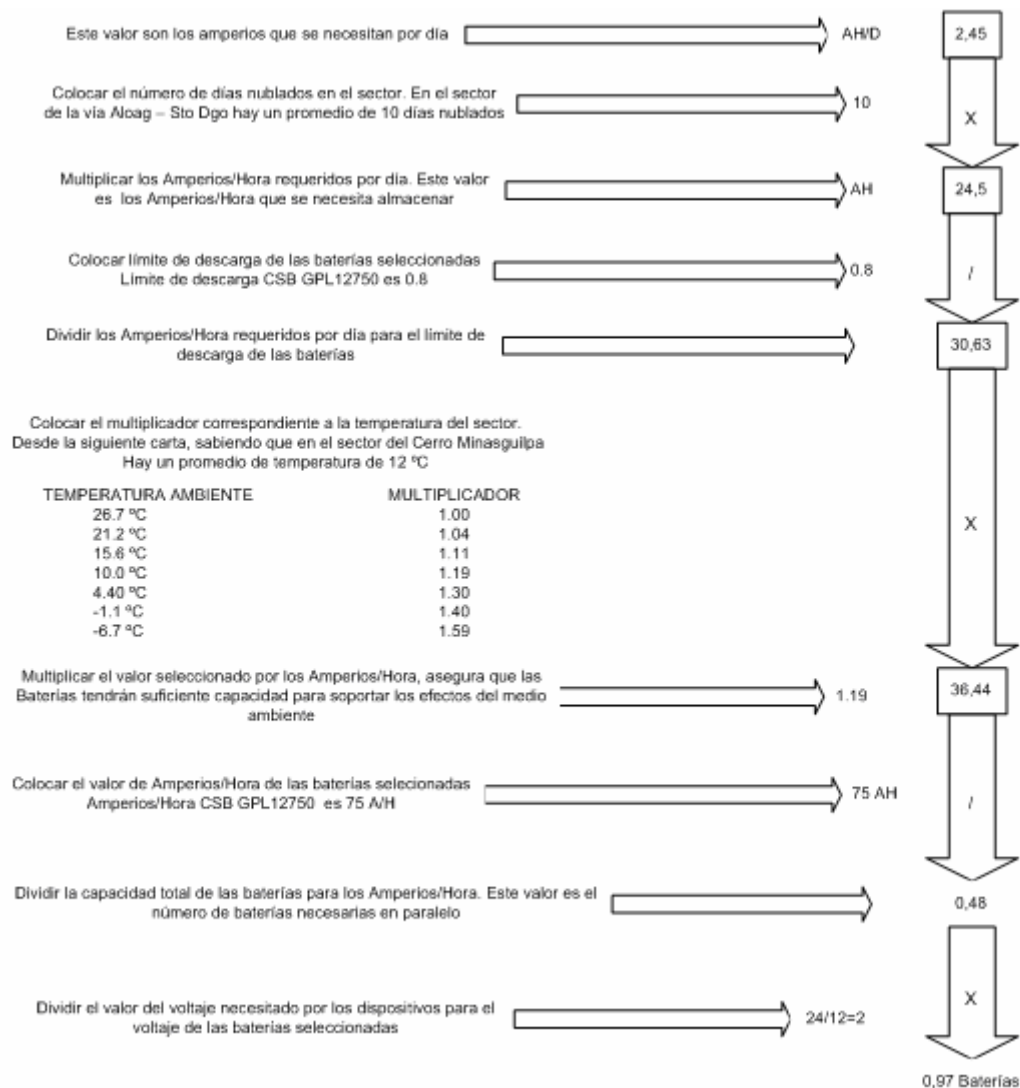 Este valor son los amperios que se necesitan por día
AH/D
2,45
Colocar el número de días nublados en el sector. En el sector
de la vía Aloag – Sto Dgo hay un promedio de 10 días nublados
10
X
Multiplicar los Amperios/Hora requeridos por día. Este valor
es los Amperios/Hora que se necesita almacenar
AH
24,5
Colocar límite de descarga de las baterías seleccionadas
Límite de descarga CSB GPL12750 es 0.8
0.8
/
Dividir los Amperios/Hora requeridos por día para el límite de
descarga de las baterías
30,63
Colocar el multiplicador correspondiente a la temperatura del sector.
Desde la siguiente carta, sabiendo que en el sector del Cerro Minasguilpa
Hay un promedio de temperatura de 12 ºC
TEMPERATURA AMBIENTE MULTIPLICADOR
26.7 ºC 1.00
21.2 ºC 1.04
15.6 ºC 1.11
10.0 ºC 1.19
4.40 ºC 1.30
-1.1 ºC 1.40
-6.7 ºC 1.59
X
Multiplicar el valor seleccionado por los Amperios/Hora, asegura que las
Baterías tendrán suficiente capacidad para soportar los efectos del medio
ambiente
1.19
36,44
Colocar el valor de Amperios/Hora de las baterías selecionadas
Amperios/Hora CSB GPL12750 es 75 A/H
75 AH
/
Dividir la capacidad total de las baterías para los Amperios/Hora. Este valor es el
número de baterías necesarias en paralelo
0,48
Dividir el valor del voltaje necesitado por los dispositivos para el
voltaje de las baterías seleccionadas
24/12=2
X
0,97 Baterías